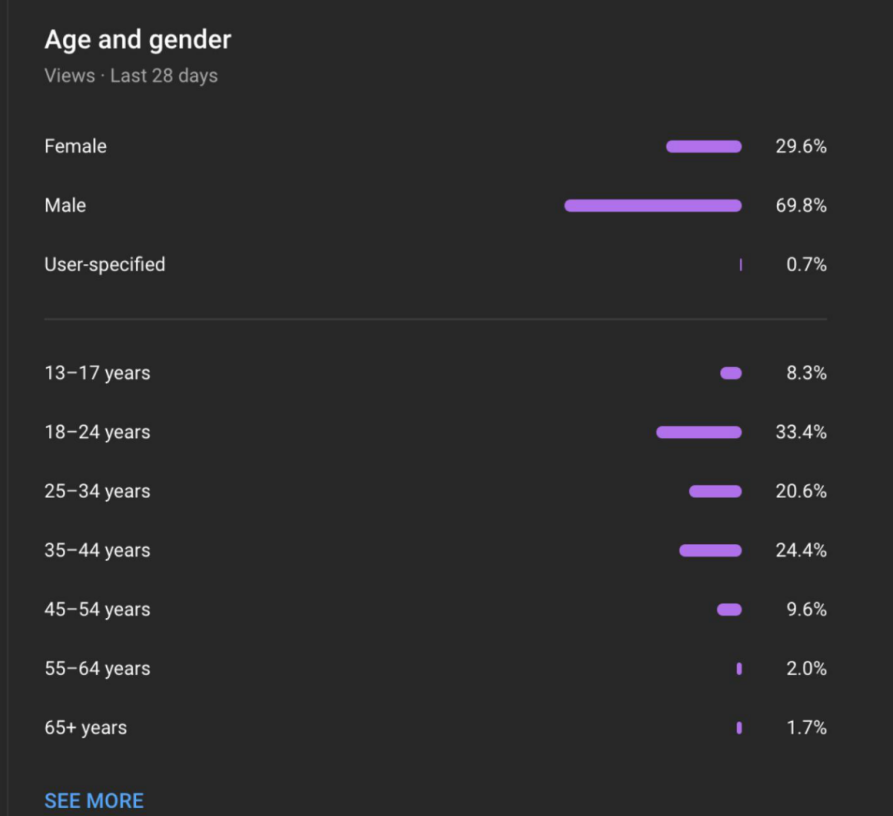 Age and gender
Views · Last 28 days
Female 29.6%
Male 69.8%
User-specified 0.7%
13–17 years 8.3%
18–24 years 33.4%
25–34 years 20.6%
35–44 years 24.4%
45–54 years 9.6%
55–64 years 2.0%
65+ years 1.7%
SEE MORE